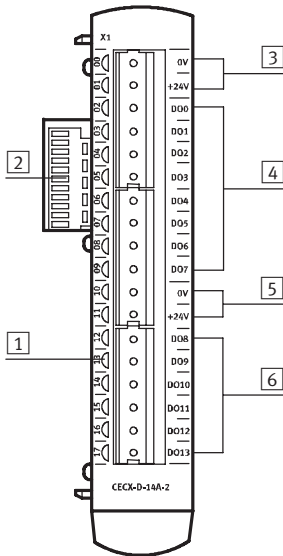 X1
00 0V 3
01 +24V
02 DO0
03 DO1
04 DO2
2 05 DO3 4
06 DO4
07 DO5
08 DO6
09 DO7
10 0V 5
11 +24V
12 DO8
1 13 DO9
14 DO10 6
15 DO11
16 DO12
17 DO13
CECX-D-14A-2